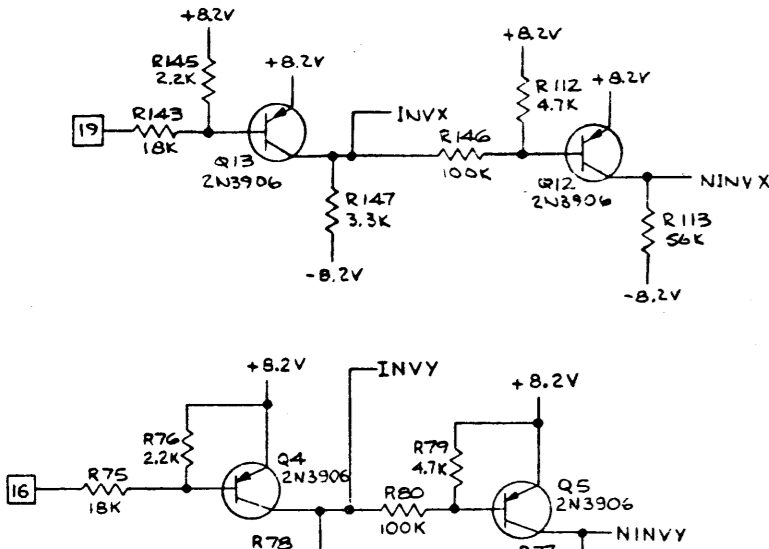 +8.2V
R145
2.2K
+8.2V
+8.2V
R112
4.7K
+8.2V
19
R143
18K
INVX
R146
100K
Q13
2N3906
Q12
2N3906
NINVX
R147
3.3K
R113
56K
-8.2V
-8.2V
+8.2V
INVY
+8.2V
R76
2.2K
Q4
2N3906
R79
4.7K
Q5
2N3906
16
R75
18K
R80
100K
R78
NINVY